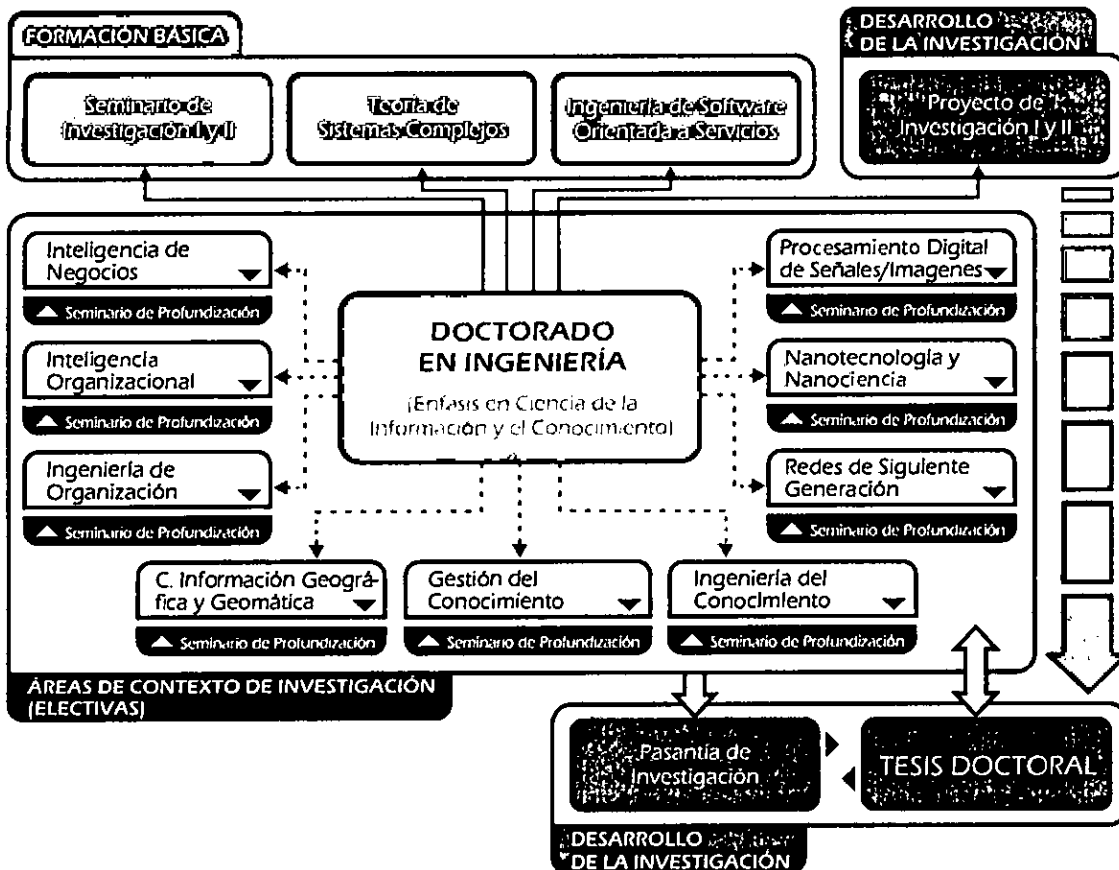 FORMACIÓN BÁSICA
Seminario de
Investigación I y II
Teoría de
Sistemas Complejos
Ingeniería de Software
Orientada a Servicios
DESARROLLO
DE LA INVESTIGACIÓN
Proyecto de
Investigación I y II
Inteligencia de
Negocios
Seminario de Profundización
Inteligencia
Organizacional
Seminario de Profundización
Ingeniería de
Organización
Seminario de Profundización
DOCTORADO
EN INGENIERÍA
(Enfasis en Ciencia de la
Información y el Conocimiento)
Procesamiento Digital
de Señales/Imagenes
Seminario de Profundización
Nanotecnología y
Nanociencia
Seminario de Profundización
Redes de Siguiente
Generación
Seminario de Profundización
C. Información Geográ-
fica y Geomática
Seminario de Profundización
Gestión del
Conocimiento
Seminario de Profundización
Ingeniería del
Conocimiento
Seminario de Profundización
ÁREAS DE CONTEXTO DE INVESTIGACIÓN
(ELECTIVAS)
Pasantía de
Investigación
TESIS DOCTORAL
DESARROLLO
DE LA INVESTIGACIÓN